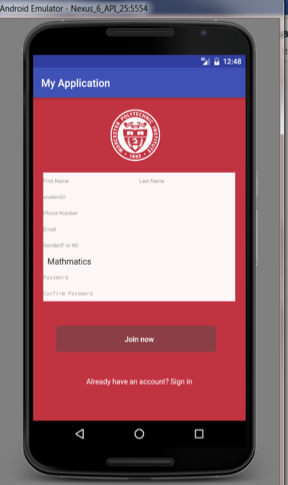 Android Emulator - Nexus_6_API_25:5554
12:48
My Application
WORCESTER POLYTECHNIC INSTITUTE
1865
First Name Last Name
studentID
Phone Number
Email
Gender(F or M)
Mathmatics
Password
Confirm Password
Join now
Already have an account? Sign in